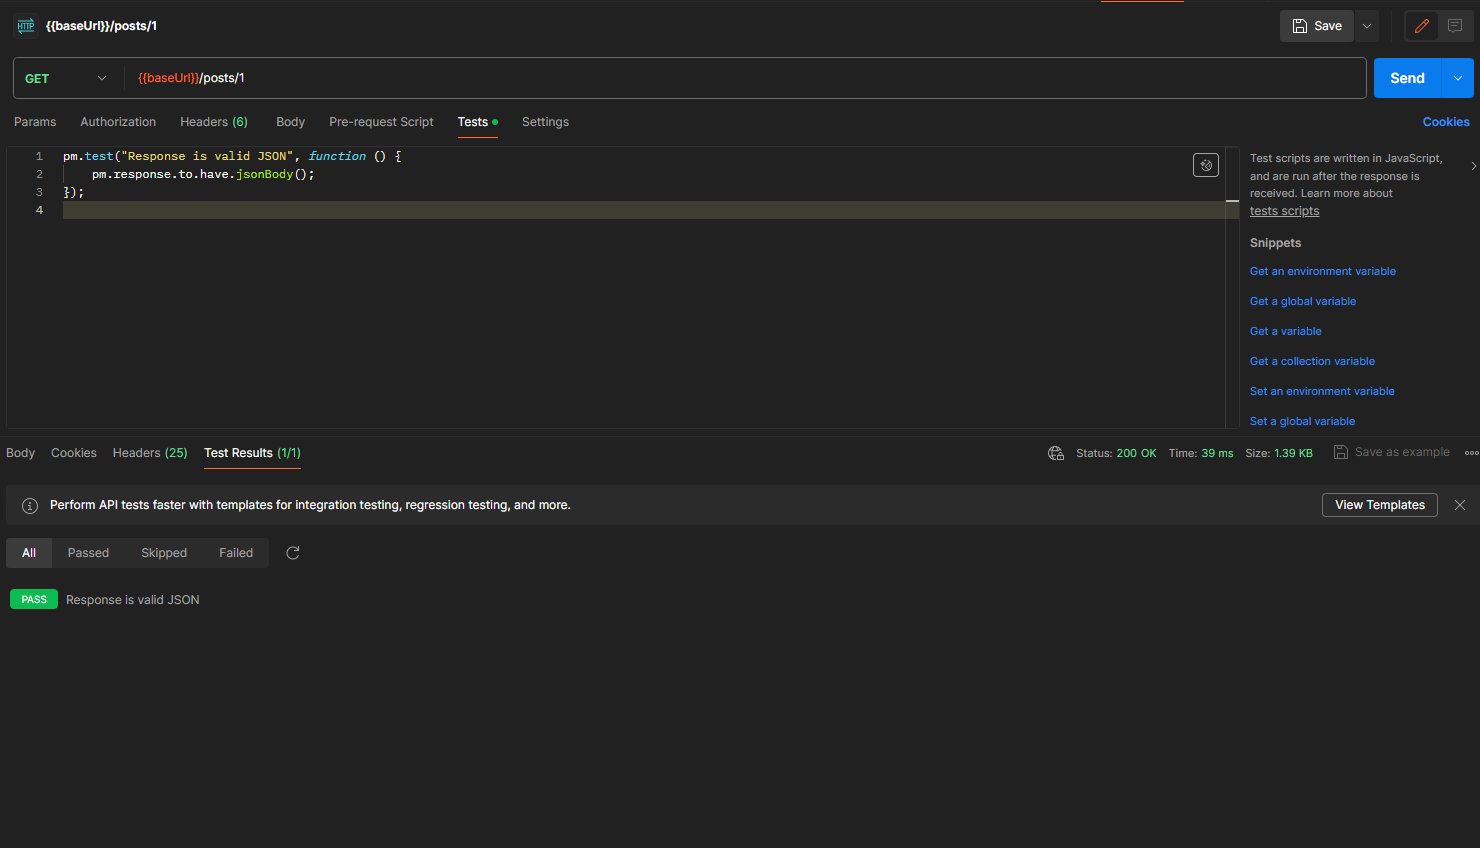 HTTP {{baseUrl}}/posts/1
Save
GET {{baseUrl}}/posts/1
Send
Params Authorization Headers (6) Body Pre-request Script Tests Settings
Cookies
1 pm.test("Response is valid JSON", function () {
2 pm.response.to.have.jsonBody();
3 });
4
Test scripts are written in JavaScript,
and are run after the response is
received. Learn more about
tests scripts
Snippets
Get an environment variable
Get a global variable
Get a variable
Get a collection variable
Set an environment variable
Set a global variable
Body Cookies Headers (25) Test Results (1/1)
Status: 200 OK Time: 39 ms Size: 1.39 KB Save as example
Perform API tests faster with templates for integration testing, regression testing, and more.
View Templates
All Passed Skipped Failed
PASS Response is valid JSON